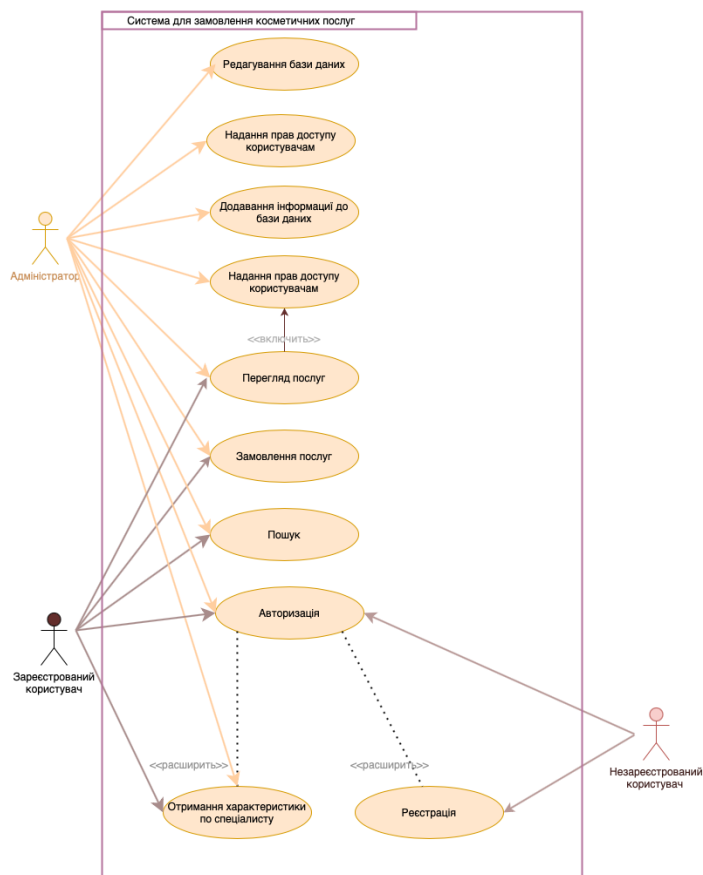 Система для замовлення косметичних послуг
Редагування бази даних
Надання прав доступу
користувачам
Додавання інформациї до
бази даних
Адміністратор
Надання прав доступу
користувачам
<<включить>>
Перегляд послуг
Замовлення послуг
Пошук
Авторизація
Зареєстрований
користувач
<<расширить>>
<<расширить>>
Незареєстрований
користувач
Отримання характеристики
по спеціалисту
Реєстрація